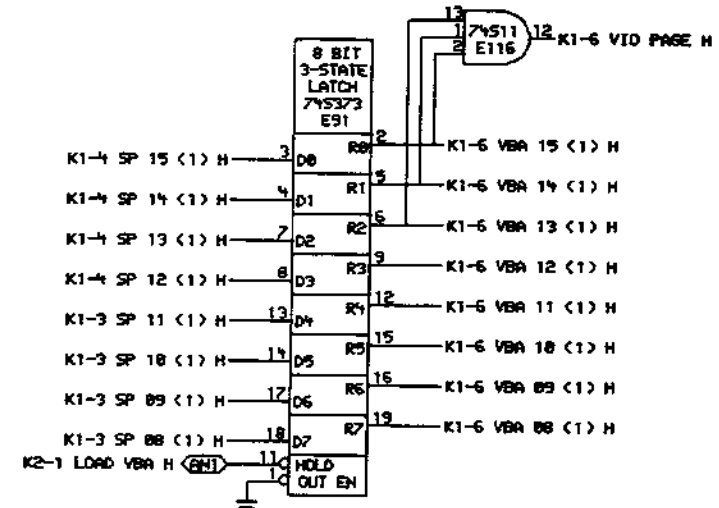 13
1 74S11 12 K1-6 VID PAGE H
2 E116
8 BIT
3-STATE
LATCH
74S373
E91
K1-4 SP 15 (1) H 3 D0 R0 2 K1-6 VBA 15 (1) H
K1-4 SP 14 (1) H 4 D1 R1 5 K1-6 VBA 14 (1) H
K1-4 SP 13 (1) H 7 D2 R2 6 K1-6 VBA 13 (1) H
K1-4 SP 12 (1) H 8 D3 R3 9 K1-6 VBA 12 (1) H
K1-3 SP 11 (1) H 13 D4 R4 12 K1-6 VBA 11 (1) H
K1-3 SP 10 (1) H 14 D5 R5 15 K1-6 VBA 10 (1) H
K1-3 SP 09 (1) H 17 D6 R6 16 K1-6 VBA 09 (1) H
K1-3 SP 08 (1) H 18 D7 R7 19 K1-6 VBA 08 (1) H
K2-1 LOAD VBA H AN1 11 HOLD
1 OUT EN